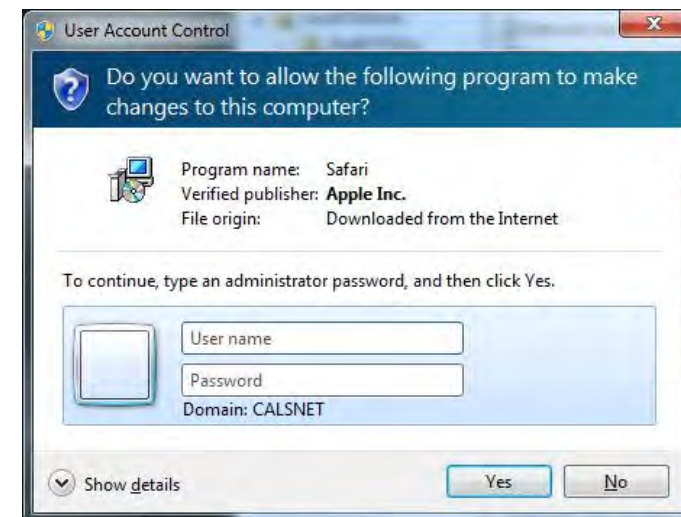 User Account Control
Do you want to allow the following program to make
changes to this computer?
Program name: Safari
Verified publisher: Apple Inc.
File origin: Downloaded from the Internet
To continue, type an administrator password, and then click Yes.
User name
Password
Domain: CALSNET
Show details
Yes
No